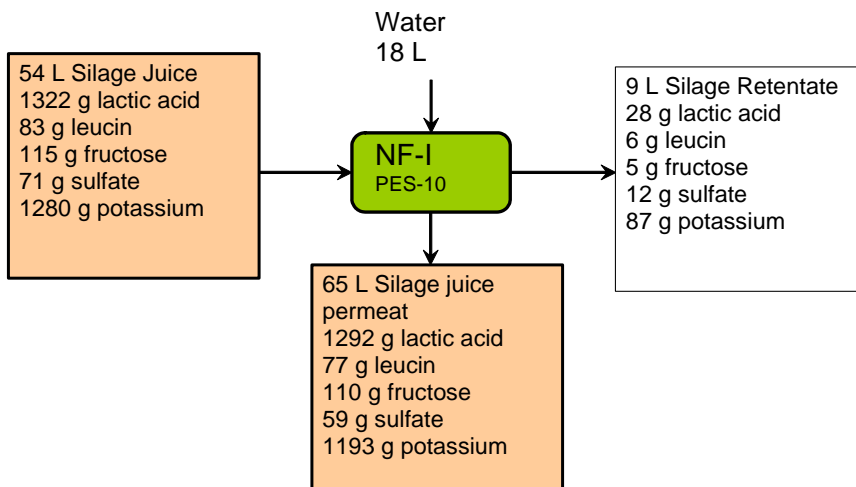 Water
18 L
54 L Silage Juice
1322 g lactic acid
83 g leucin
115 g fructose
71 g sulfate
1280 g potassium
NF-I
PES-10
9 L Silage Retentate
28 g lactic acid
6 g leucin
5 g fructose
12 g sulfate
87 g potassium
65 L Silage juice
permeat
1292 g lactic acid
77 g leucin
110 g fructose
59 g sulfate
1193 g potassium